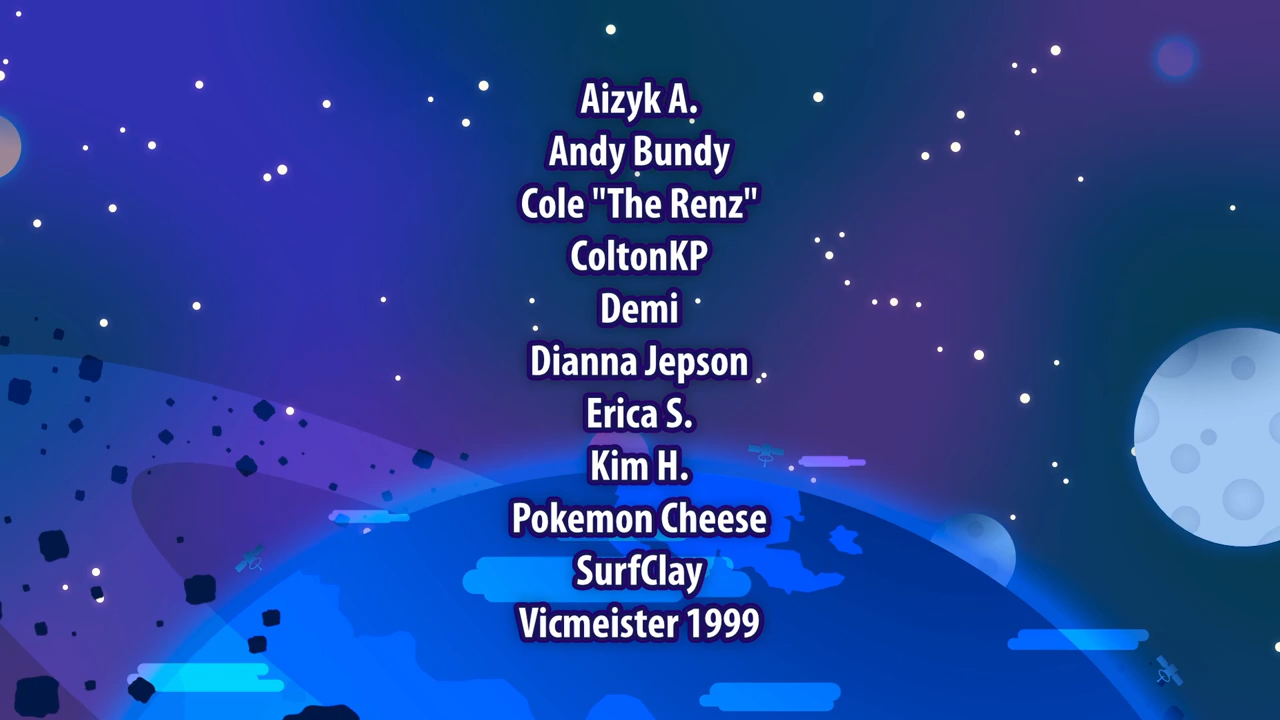 Aizyk A.
Andy Bundy
Cole "The Renz"
ColtonKP
Demi
Dianna Jepson
Erica S.
Kim H.
Pokemon Cheese
SurfClay
Vicmeister 1999